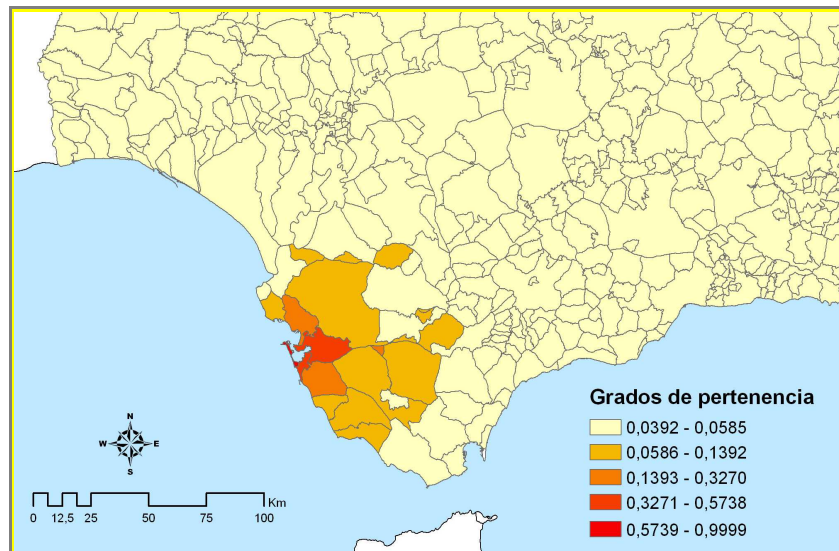 Grados de pertenencia
0,0392 - 0,0585
0,0586 - 0,1392
0,1393 - 0,3270
0,3271 - 0,5738
0,5739 - 0,9999
N
W E
S
Km
0 12,5 25 50 75 100